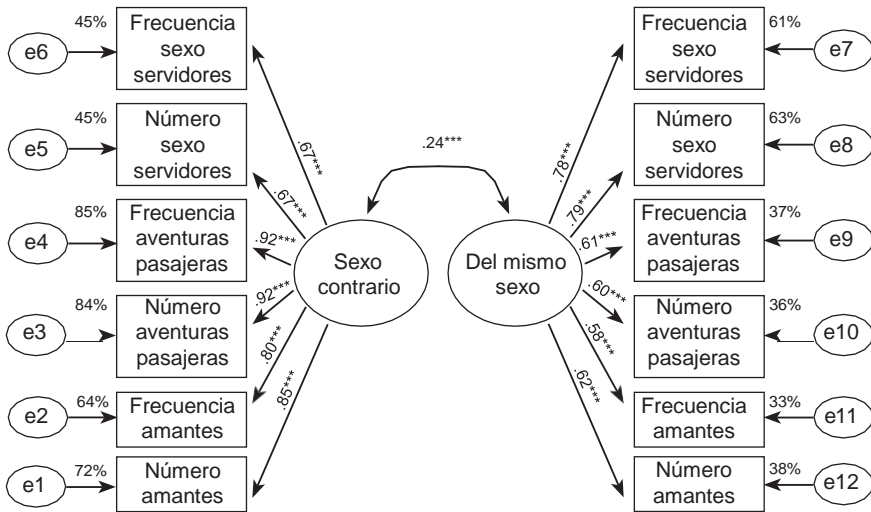 45%
e6
Frecuencia
sexo
servidores
45%
e5
Número
sexo
servidores
85%
e4
Frecuencia
aventuras
pasajeras
84%
e3
Número
aventuras
pasajeras
64%
e2
Frecuencia
amantes
72%
e1
Número
amantes
.67***
.67***
.92***
.92***
.80***
.85***
Sexo
contrario
.24***
Del mismo
sexo
.78***
.79***
.61***
.60***
.58***
.62***
Frecuencia
sexo
servidores
61%
e7
Número
sexo
servidores
63%
e8
Frecuencia
aventuras
pasajeras
37%
e9
Número
aventuras
pasajeras
36%
e10
Frecuencia
amantes
33%
e11
Número
amantes
38%
e12